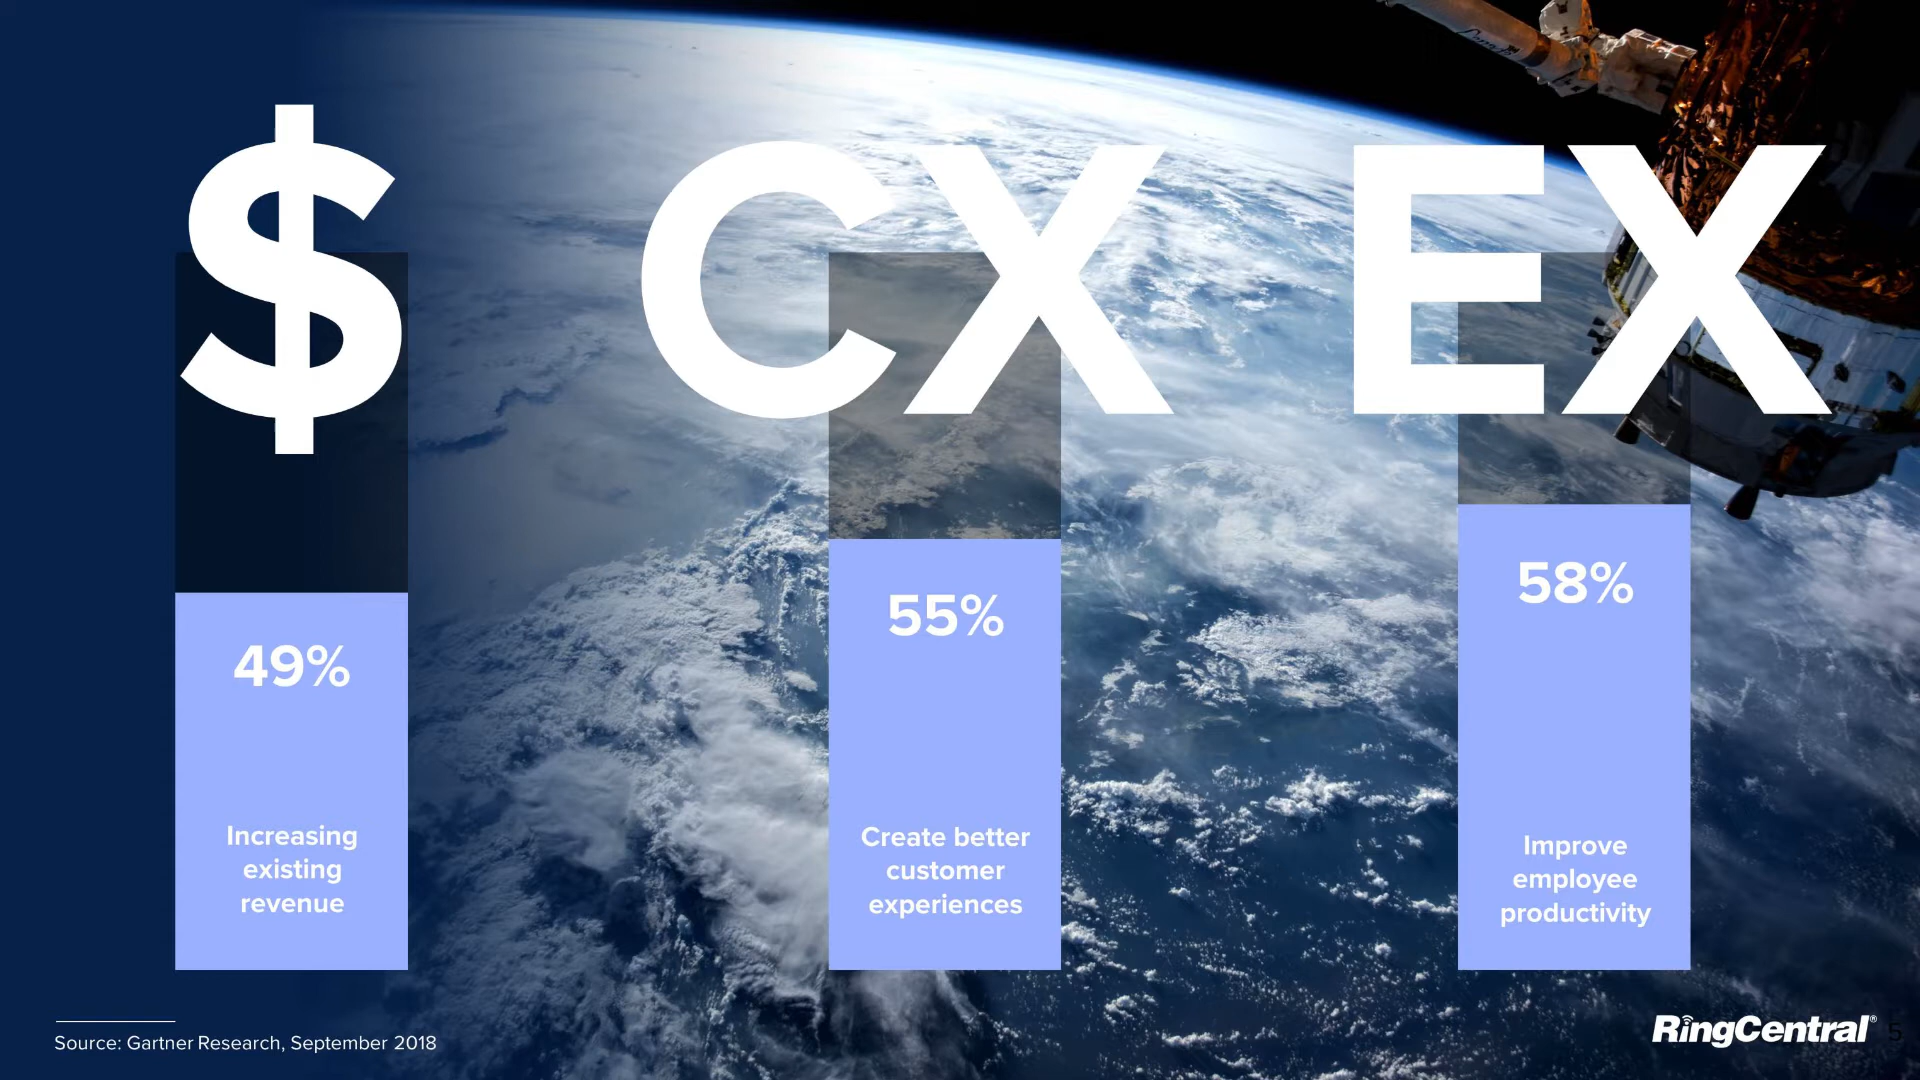 $
CX
EX
49%
Increasing
existing
revenue
55%
Create better
customer
experiences
58%
Improve
employee
productivity
Source: Gartner Research, September 2018
RingCentral®
5